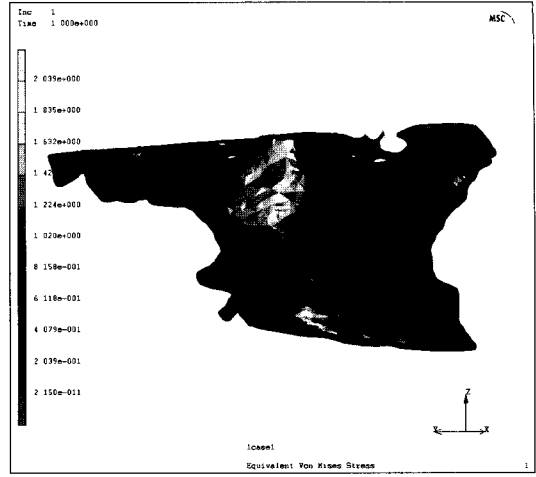 Inc 1
Time 1 000e+000
MSC
2 039e+000
1 835e+000
1 632e+000
1 42
1 224e+000
1 020e+000
8 158e-001
6 118e-001
4 079e-001
2 039e-001
2 150e-011
Z
Y X
lcase1
Equivalent Von Mises Stress 1